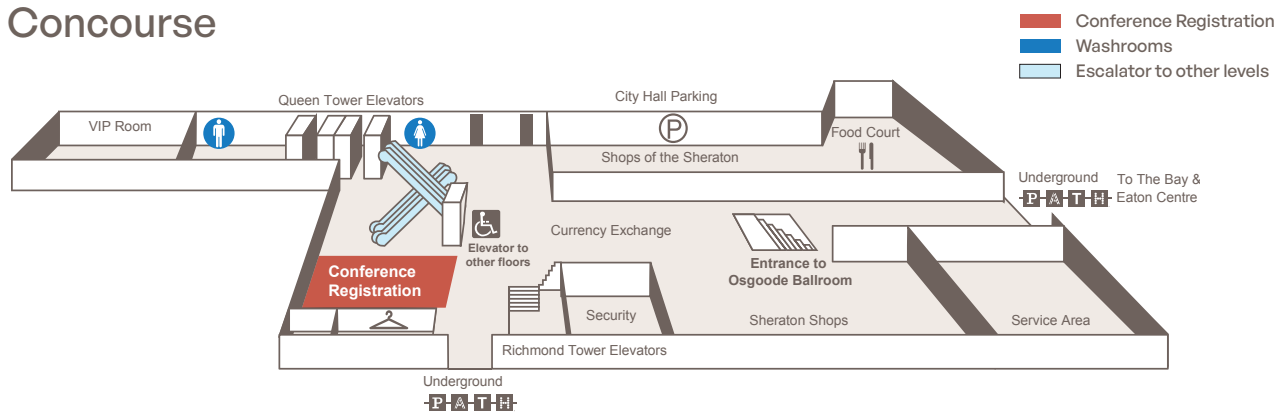 Concourse
Conference Registration
Washrooms
Escalator to other levels
Queen Tower Elevators
City Hall Parking
VIP Room
P
Food Court
Shops of the Sheraton
Underground
PATH
To The Bay &
Eaton Centre
Currency Exchange
Elevator to
other floors
Entrance to
Osgoode Ballroom
Conference
Registration
Security
Sheraton Shops
Service Area
Richmond Tower Elevators
Underground
PATH